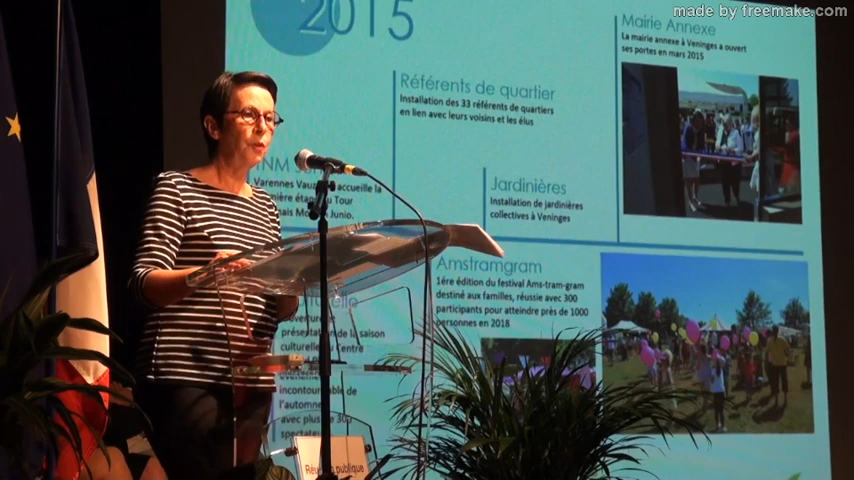 made by freemake.com
2015
Mairie Annexe
La mairie annexe à Veninges a ouvert
ses portes en mars 2015
Référents de quartier
Installation des 33 référents de quartiers
en lien avec leurs voisins et les élus
Varennes Vauz accueille la
Tour
Jardinières
Installation de jardinières
collectives à Veninges
Amstramgram
1ére édition du festival Ams-tram-gram
destiné aux familles, réussie avec 300
participants pour atteindre près de 1000
personnes en 2018
de la saison
culturelle du Centre
incontournable de
l'automne
avec plus de 300
Réunion publique